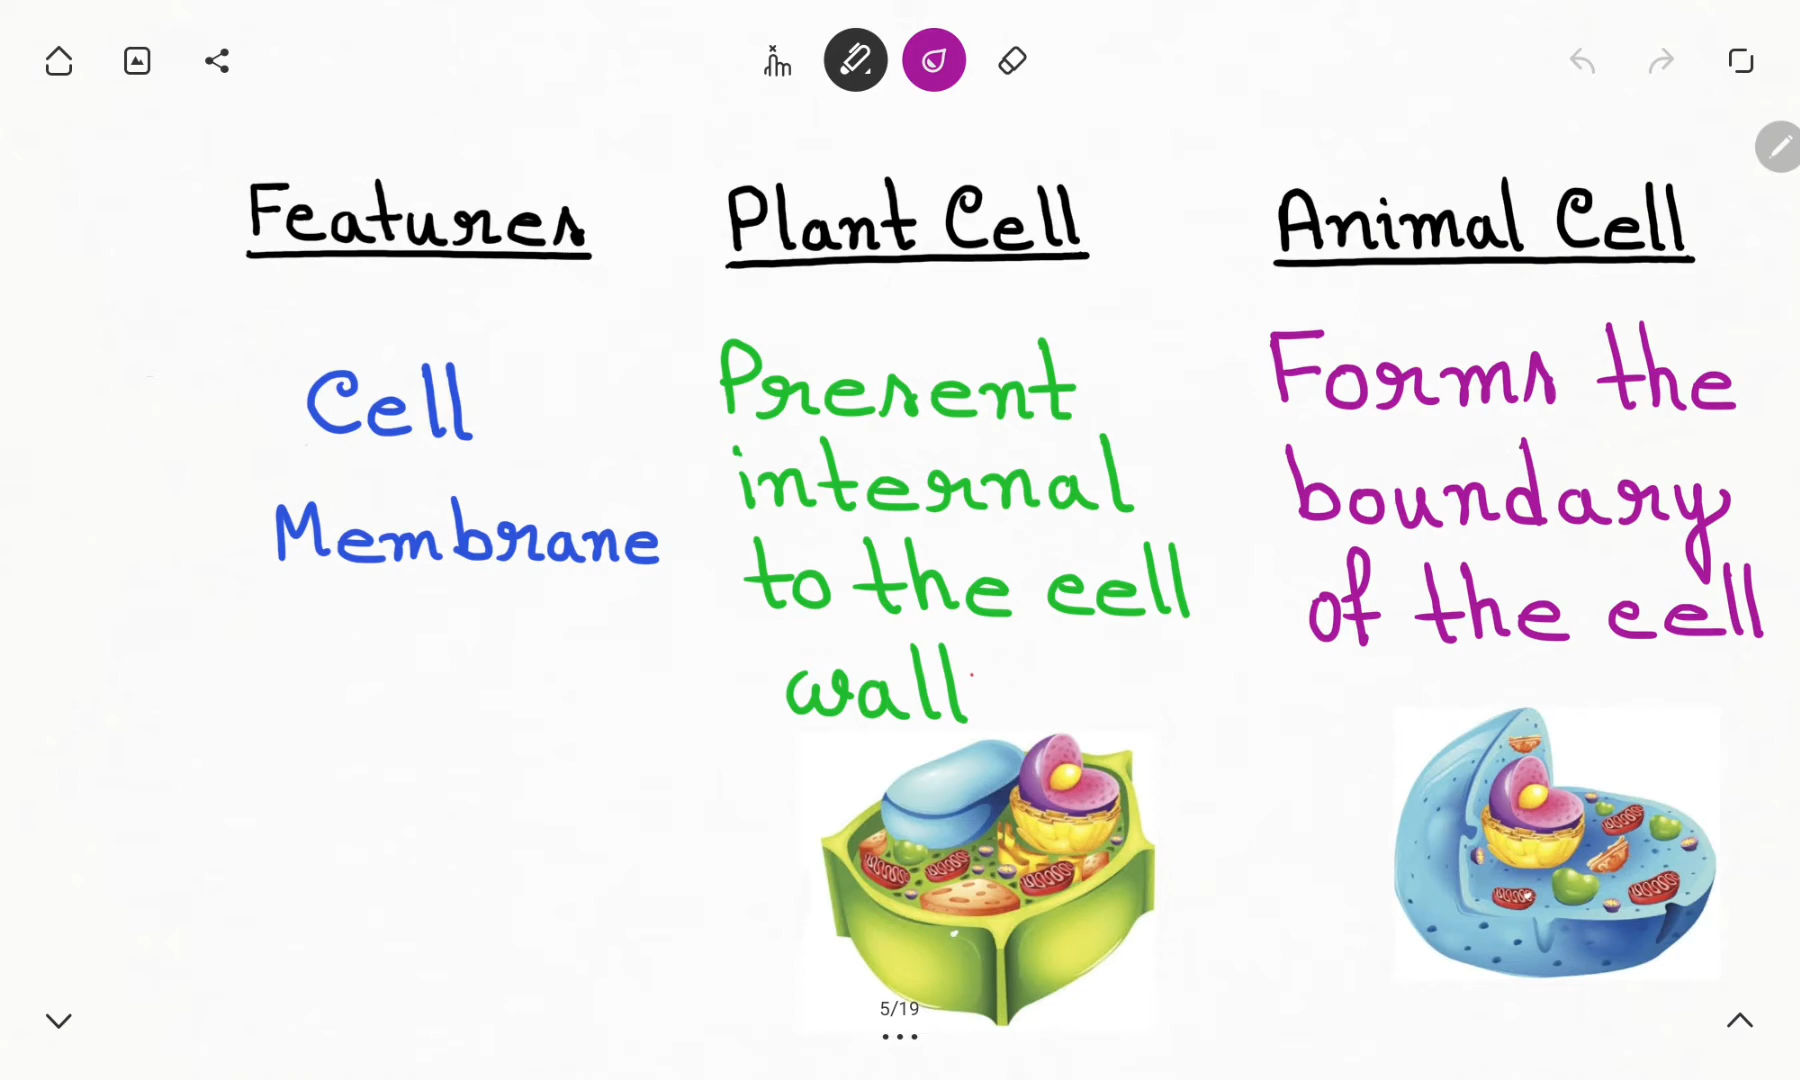 Features Plant Cell Animal Cell
Cell
Membrane
Present
internal
to the cell
wall
Forms the
boundary
of the cell
5/19